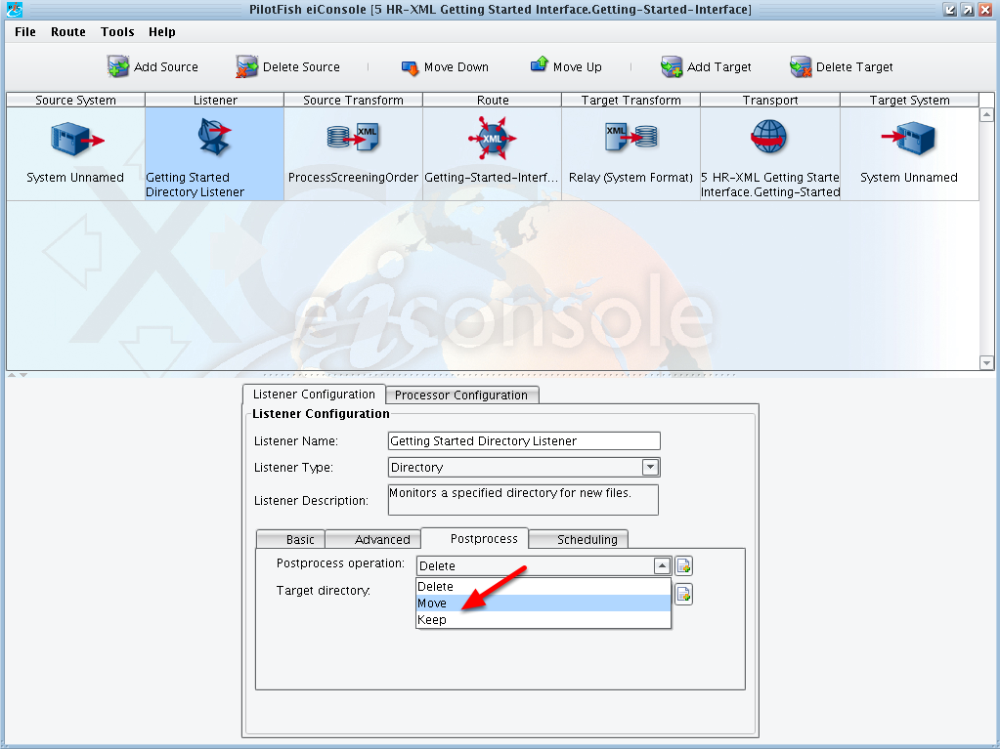 PilotFish eiConsole [5 HR-XML Getting Started Interface.Getting-Started-Interface]
File Route Tools Help
Add Source Delete Source Move Down Move Up Add Target Delete Target
Source System Listener Source Transform Route Target Transform Transport Target System
XML XML XML
System Unnamed Getting Started ProcessScreeningOrder Getting-Started-Interf... Relay (System Format) 5 HR-XML Getting Starte System Unnamed
Directory Listener Interface.Getting-Started
XCS
eiconsole
Listener Configuration Processor Configuration
Listener Configuration
Listener Name: Getting Started Directory Listener
Listener Type: Directory
Listener Description: Monitors a specified directory for new files.
Basic Advanced Postprocess Scheduling
Postprocess operation: Delete
Target directory: Delete
Move
Keep